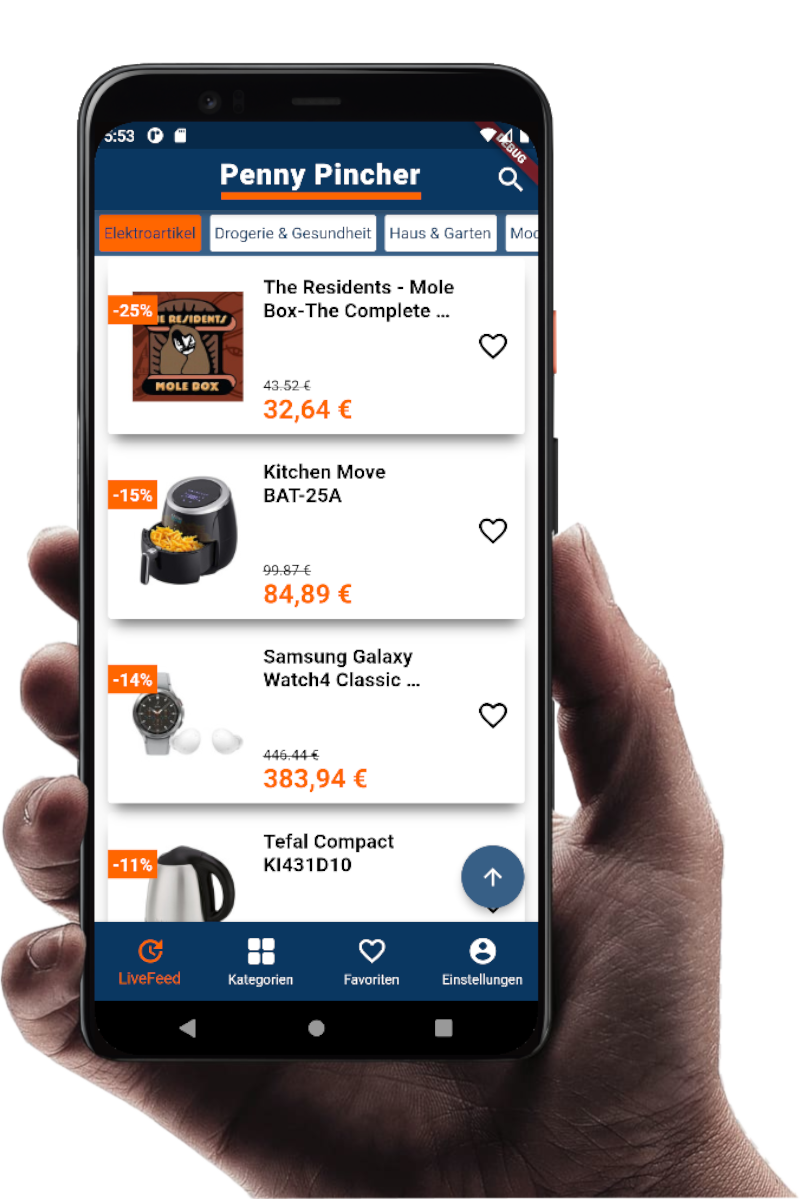 5:53
DEBUG
Penny Pincher
Elektroartikel
Drogerie & Gesundheit
Haus & Garten
Mod
-25%
THE RESIDENTS
MOLE BOX
The Residents - Mole
Box-The Complete ...
43.52 €
32,64 €
-15%
Kitchen Move
BAT-25A
99.87 €
84,89 €
-14%
Samsung Galaxy
Watch4 Classic ...
446.44 €
383,94 €
-11%
Tefal Compact
KI431D10
LiveFeed
Kategorien
Favoriten
Einstellungen